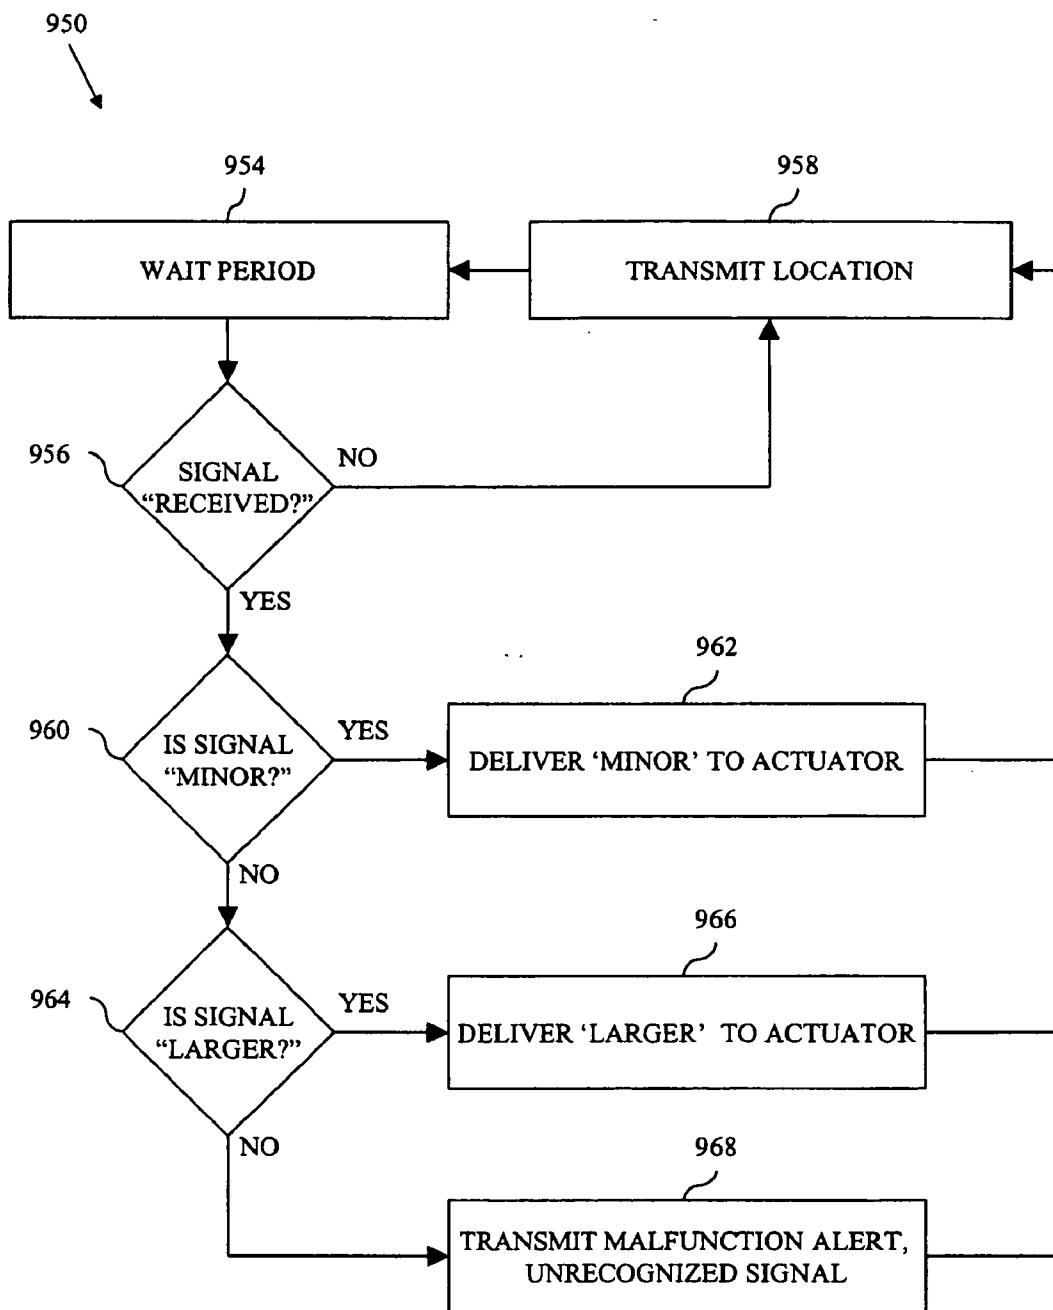 950
954
958
WAIT PERIOD
TRANSMIT LOCATION
956
SIGNAL
“RECEIVED?”
NO
YES
962
960
IS SIGNAL
“MINOR?”
YES
DELIVER ‘MINOR’ TO ACTUATOR
NO
966
964
IS SIGNAL
“LARGER?”
YES
DELIVER ‘LARGER’ TO ACTUATOR
NO
968
TRANSMIT MALFUNCTION ALERT,
UNRECOGNIZED SIGNAL